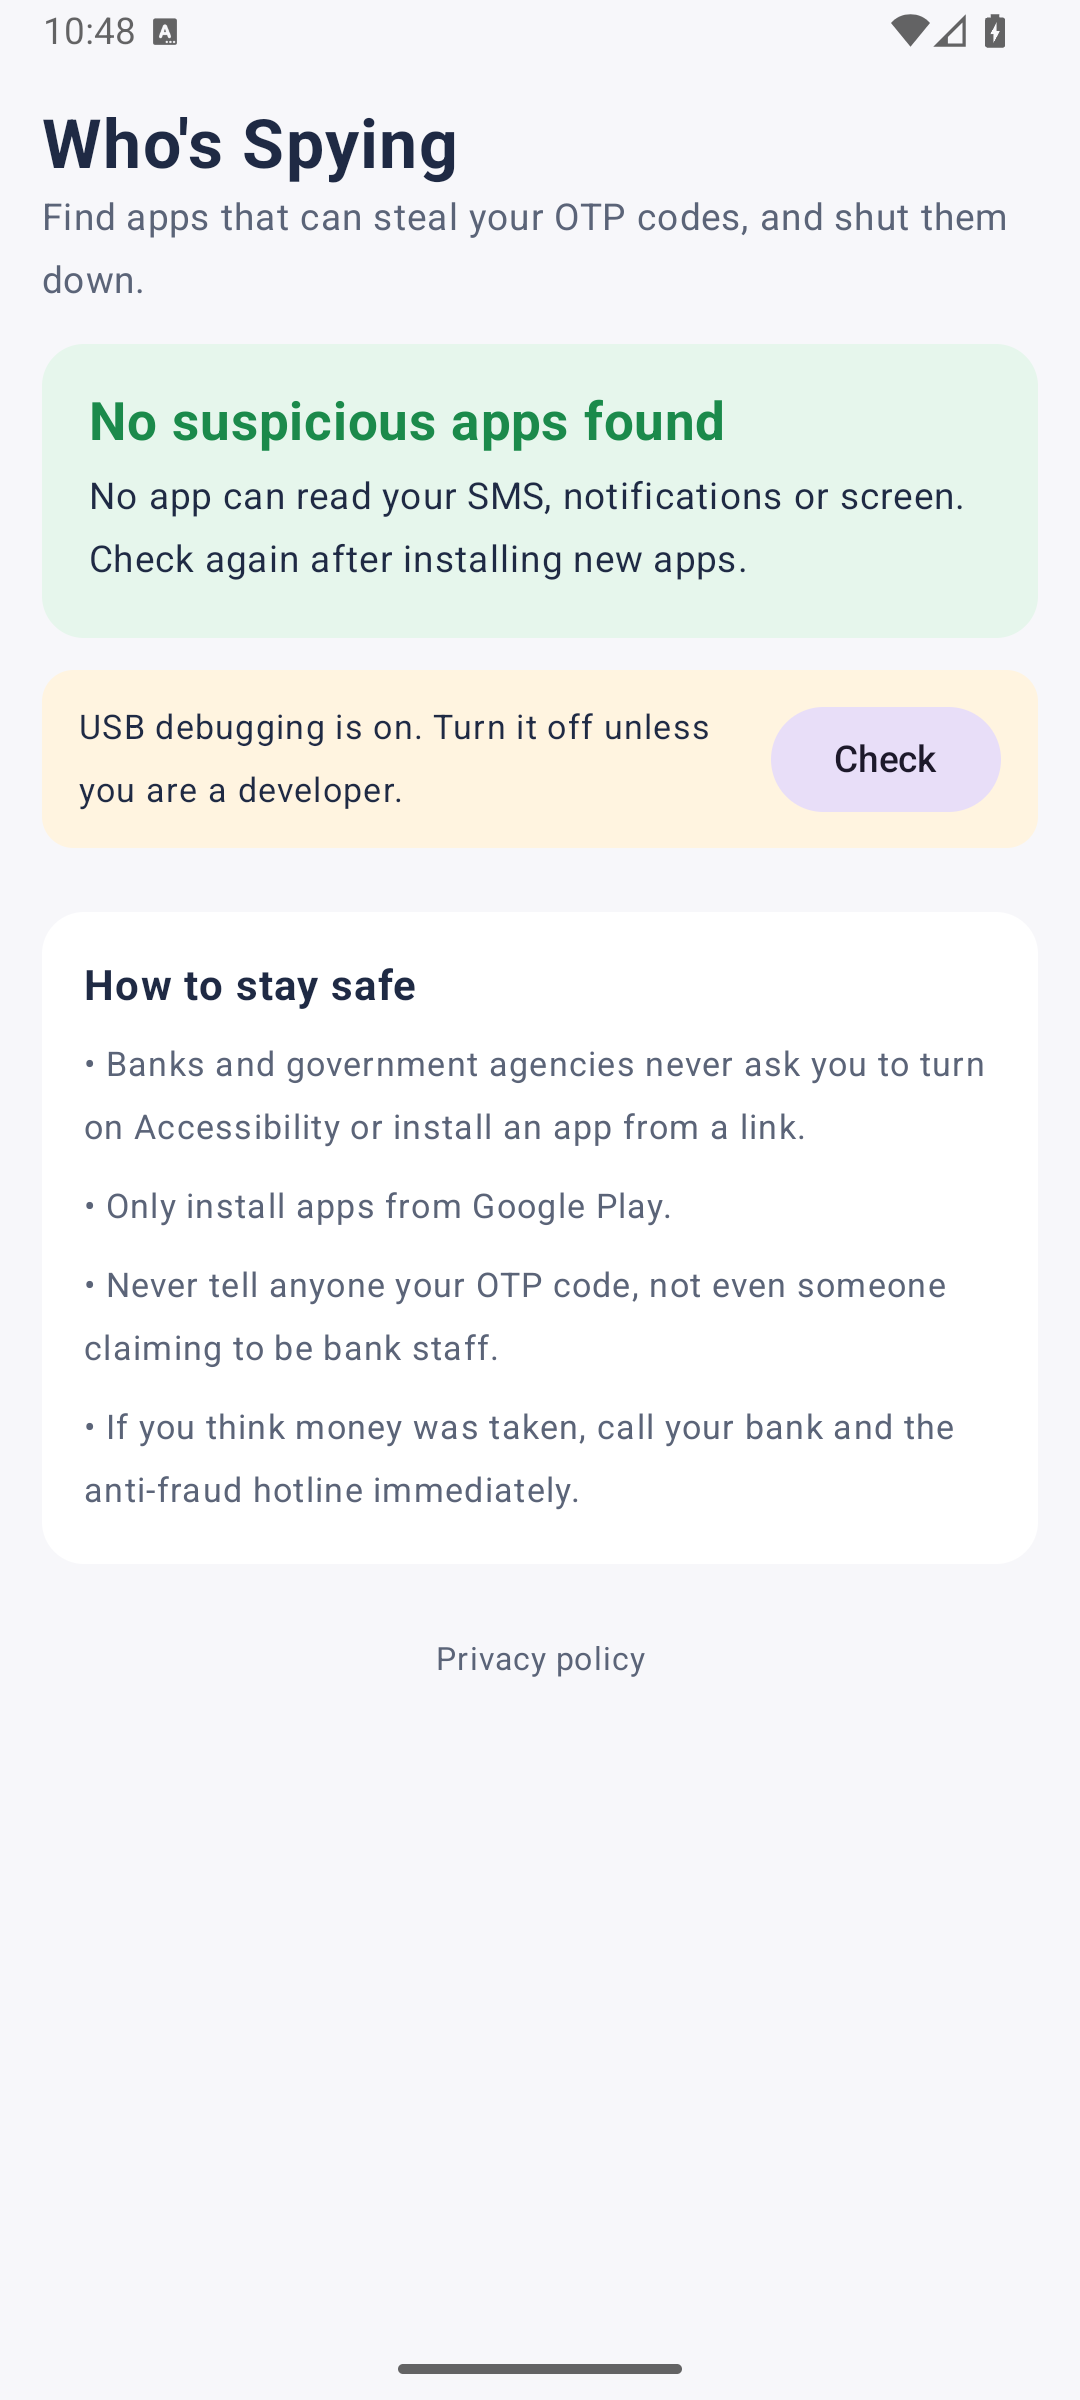 10:48
Who's Spying
Find apps that can steal your OTP codes, and shut them
down.
No suspicious apps found
No app can read your SMS, notifications or screen.
Check again after installing new apps.
USB debugging is on. Turn it off unless
you are a developer.
Check
How to stay safe
• Banks and government agencies never ask you to turn
on Accessibility or install an app from a link.
• Only install apps from Google Play.
• Never tell anyone your OTP code, not even someone
claiming to be bank staff.
• If you think money was taken, call your bank and the
anti-fraud hotline immediately.
Privacy policy